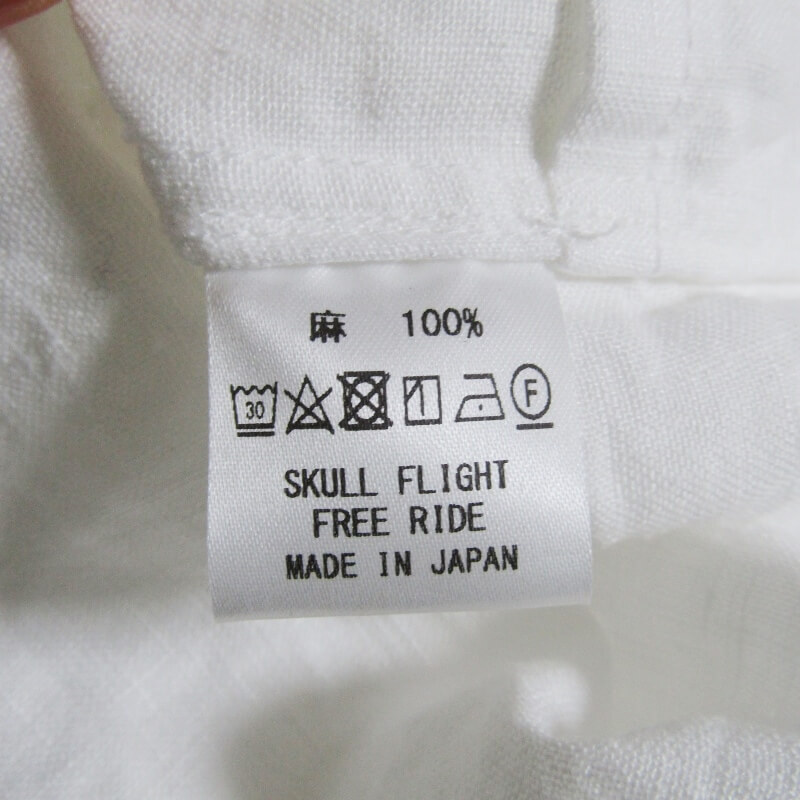 麻 100%
30 F
SKULL FLIGHT
FREE RIDE
MADE IN JAPAN